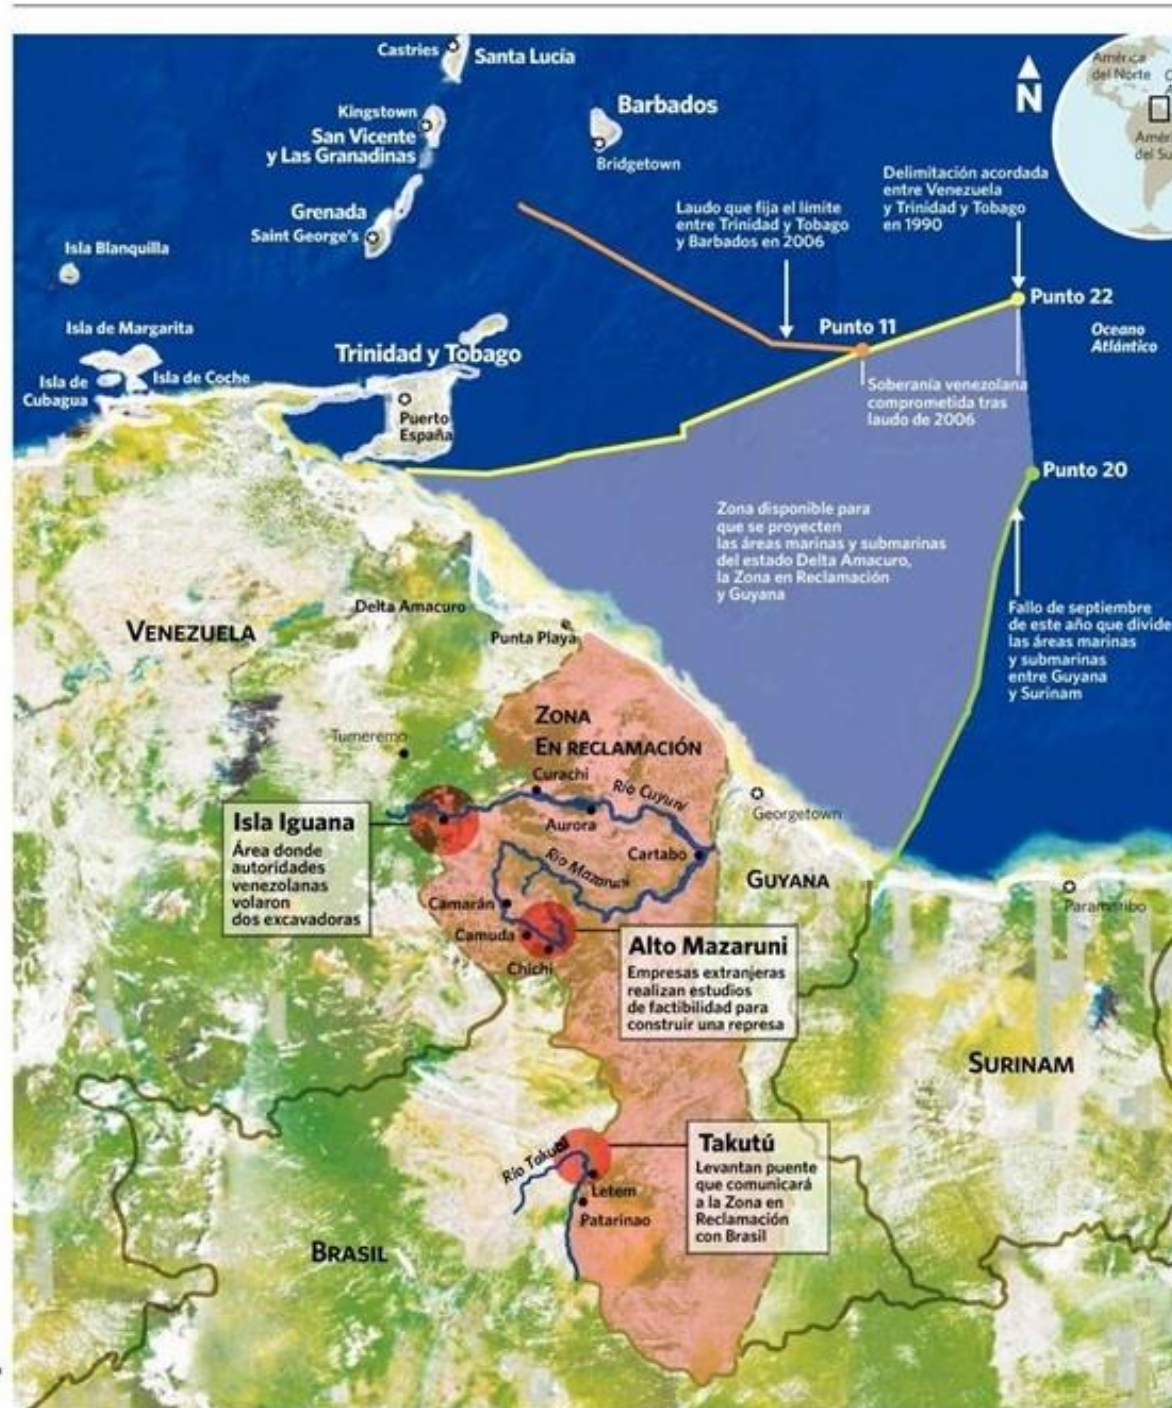 Castries
Santa Lucía
Kingstown
San Vicente
y Las Granadinas
Barbados
Bridgetown
Grenada
Saint George's
Isla Blanquilla
Isla de Margarita
Isla de Coche
Isla de
Cubagua
Trinidad y Tobago
Puerto
España
N
América
del Norte
del
Laudo que fija el límite
entre Trinidad y Tobago
y Barbados en 2006
Delimitación acordada
entre Venezuela
y Trinidad y Tobago
en 1990
Punto 22
Punto 11
Oceano
Atlántico
Soberanía venezolana
comprometida tras
laudo de 2006
Punto 20
Zona disponible para
que se proyecten
las áreas marinas y submarinas
del estado Delta Amacuro,
la Zona en Reclamación
y Guyana
Fallo de septiembre
de este año que divide
las áreas marinas
y submarinas
entre Guyana
y Surinam
Delta Amacuro
VENEZUELA
Punta Playa
Tumeremo
ZONA
EN RECLAMACIÓN
Curachi
Río Cuyuní
Aurora
Georgetown
Isla Iguana
Área donde
autoridades
venezolanas
volaron
dos excavadoras
Río Mazaruni
Cartabo
GUYANA
Camarán
Camuda
Chichi
Paramaribo
Alto Mazaruni
Empresas extranjeras
realizan estudios
de factibilidad para
construir una represa
SURINAM
Río Takutú
Letem
Patarinao
Takutú
Levantan puente
que comunicará
a la Zona en
Reclamación
con Brasil
BRASIL